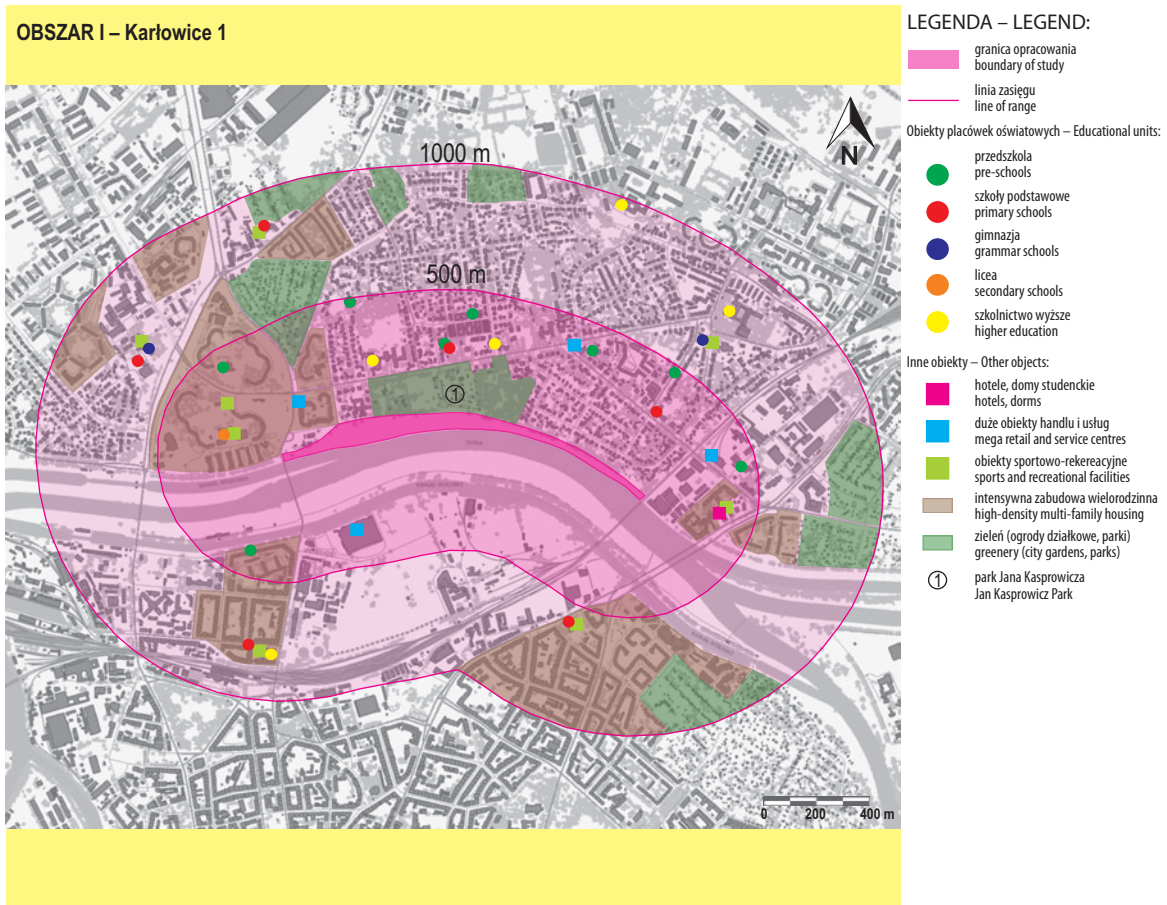 OBSZAR I – Karłowice 1
N
1000 m
500 m
1
0 200 400 m
LEGENDA – LEGEND:
granica opracowania
boundary of study
linia zasięgu
line of range
Obiekty placówek oświatowych – Educational units:
przedszkola
pre-schools
szkoły podstawowe
primary schools
gimnazja
grammar schools
licea
secondary schools
szkolnictwo wyższe
higher education
Inne obiekty – Other objects:
hotele, domy studenckie
hotels, dorms
duże obiekty handlu i usług
mega retail and service centres
obiekty sportowo-rekereacyjne
sports and recreational facilities
intensywna zabudowa wielorodzinna
high-density multi-family housing
zieleń (ogrody działkowe, parki)
greenery (city gardens, parks)
1
park Jana Kasprowicza
Jan Kasprowicz Park